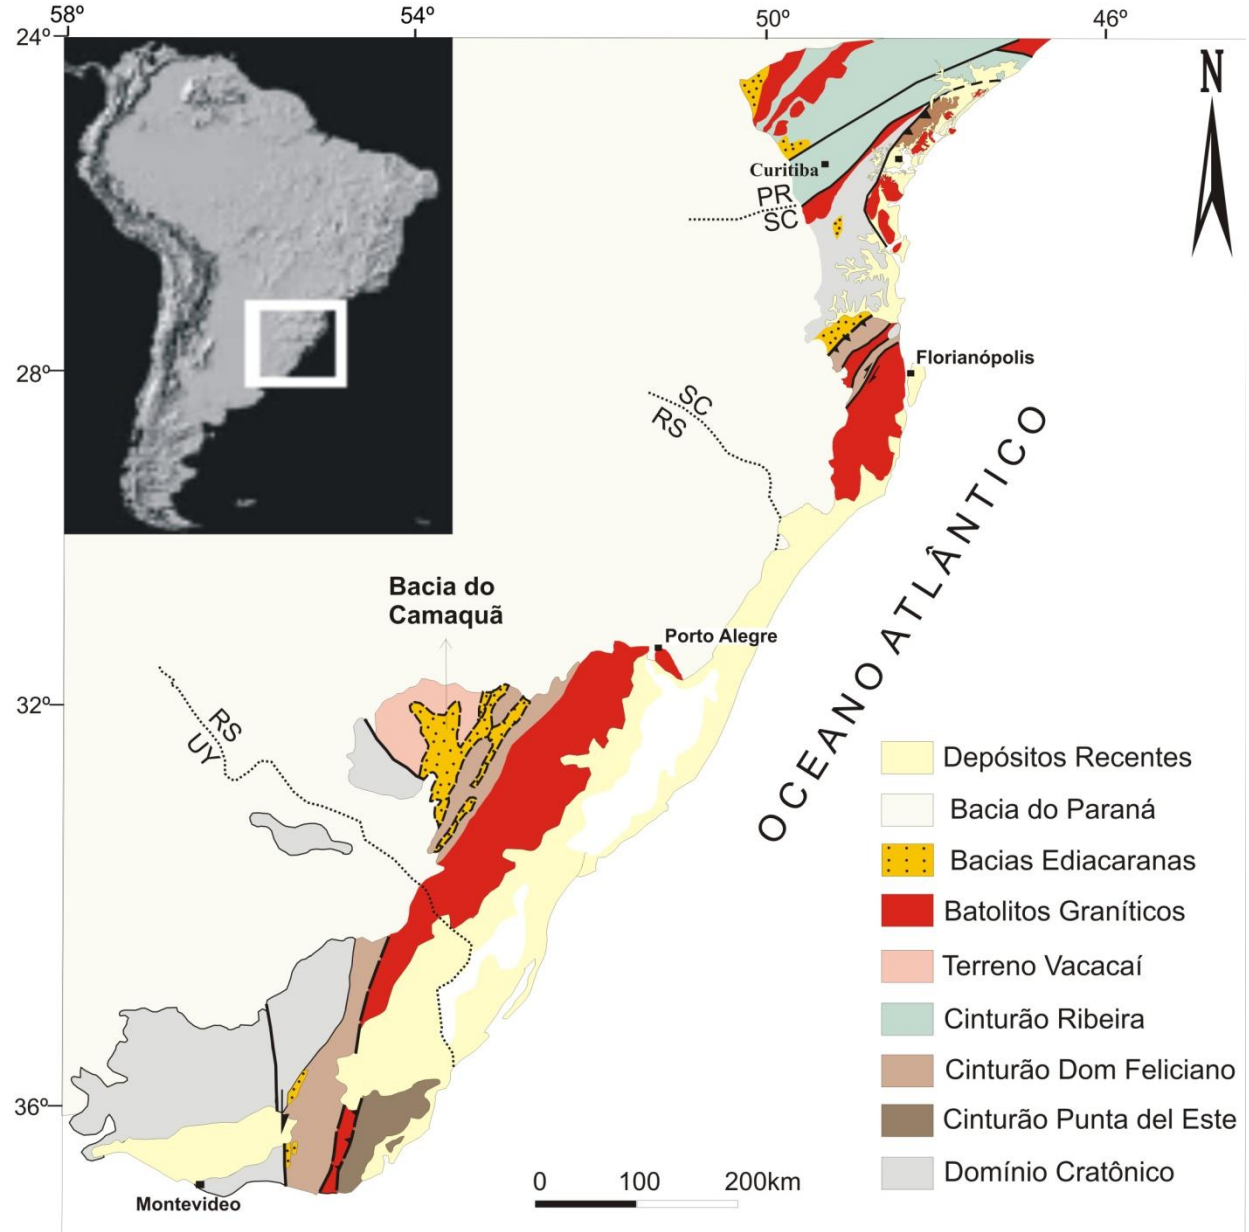 58º
54º
50º
46º
24º
N
Curitiba
PR
SC
28º
Florianópolis
SC
RS
OCEANO ATLÂNTICO
Bacia do
Camaquã
Porto Alegre
32º
RS
UY
Depósitos Recentes
Bacia do Paraná
Bacias Ediacaranas
Batolitos Graníticos
Terreno Vacacaí
Cinturão Ribeira
Cinturão Dom Feliciano
36º
Cinturão Punta del Este
Domínio Cratônico
0 100 200km
Montevideo